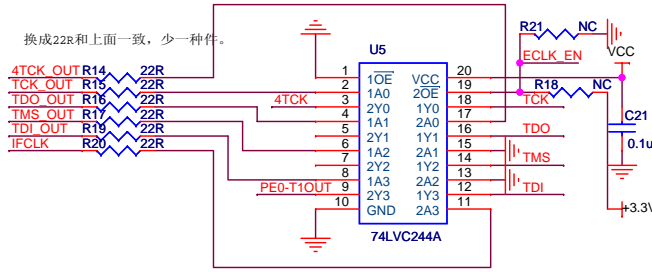 R21 NC
换成22R和上面一致，少一种件。
ECLK_EN
VCC
U5
4TCK_OUT R14 22R
TCK_OUT R15 22R
TDO_OUT R16 22R
TMS_OUT R17 22R
TDI_OUT R19 22R
IFCLK R20 22R
1 1OE VCC 20
2 1A0 2OE 19 R18 NC
4TCK 3 2Y0 1Y0 18 TCK
4 1A1 2A0 17
5 2Y1 1Y1 16 TDO
6 1A2 2A1 15
7 2Y2 1Y2 14 TMS
8 1A3 2A2 13
PE0-T1OUT 9 2Y3 1Y3 12 TDI
10 GND 2A3 11
C21
0.1u
+3.3V
74LVC244A